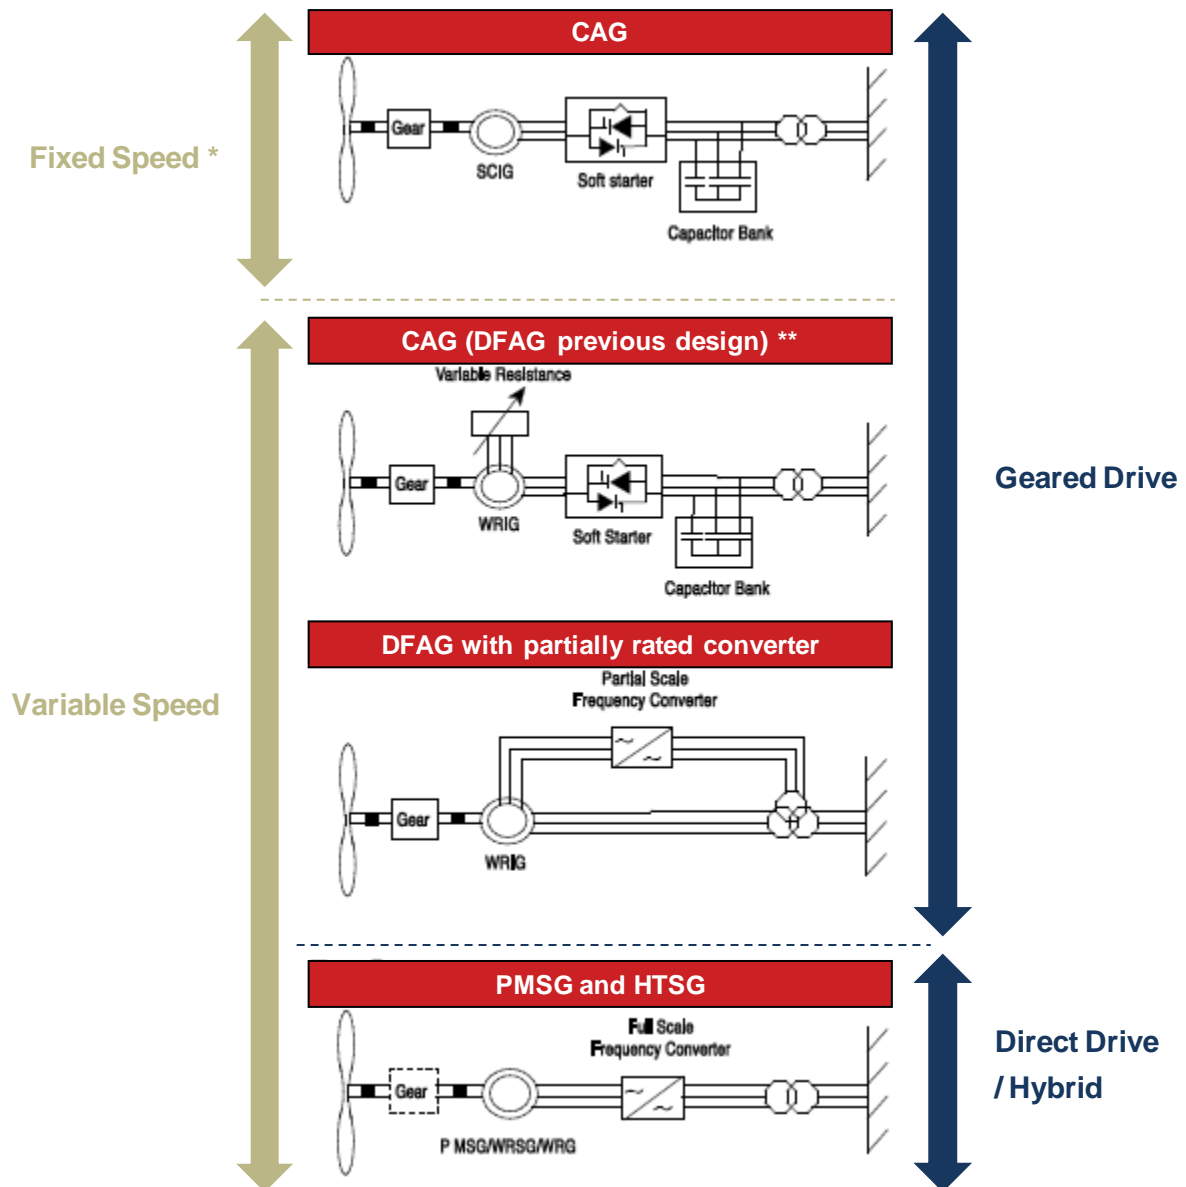 CAG
Gear
SCIG
Soft starter
Capacitor Bank
Fixed Speed *
CAG (DFAG previous design) **
Variable Resistance
Gear
WRIG
Soft Starter
Capacitor Bank
Geared Drive
DFAG with partially rated converter
Partial Scale
Frequency Converter
Gear
WRIG
Variable Speed
PMSG and HTSG
Full Scale
Frequency Converter
Gear
P MSG/WRSG/WRG
Direct Drive
/ Hybrid